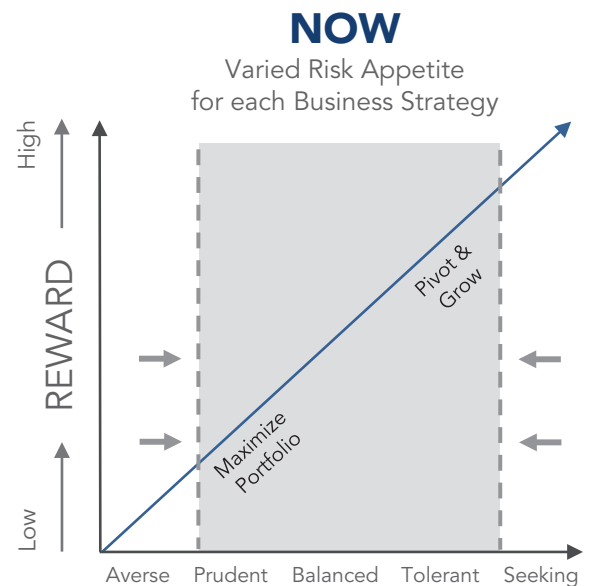 NOW
Varied Risk Appetite
for each Business Strategy
High
REWARD
Low
Pivot &
Grow
Maximize
Portfolio
Averse Prudent Balanced Tolerant Seeking